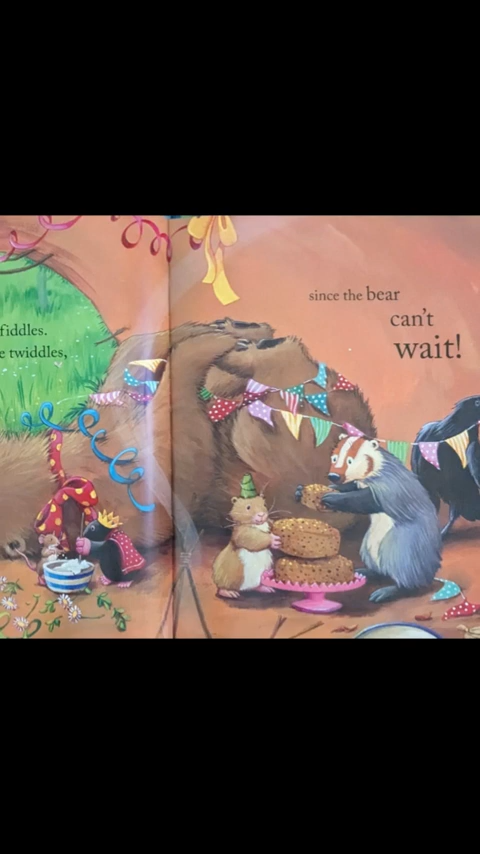 fiddles.
e twiddles,
since the bear
can't
wait!